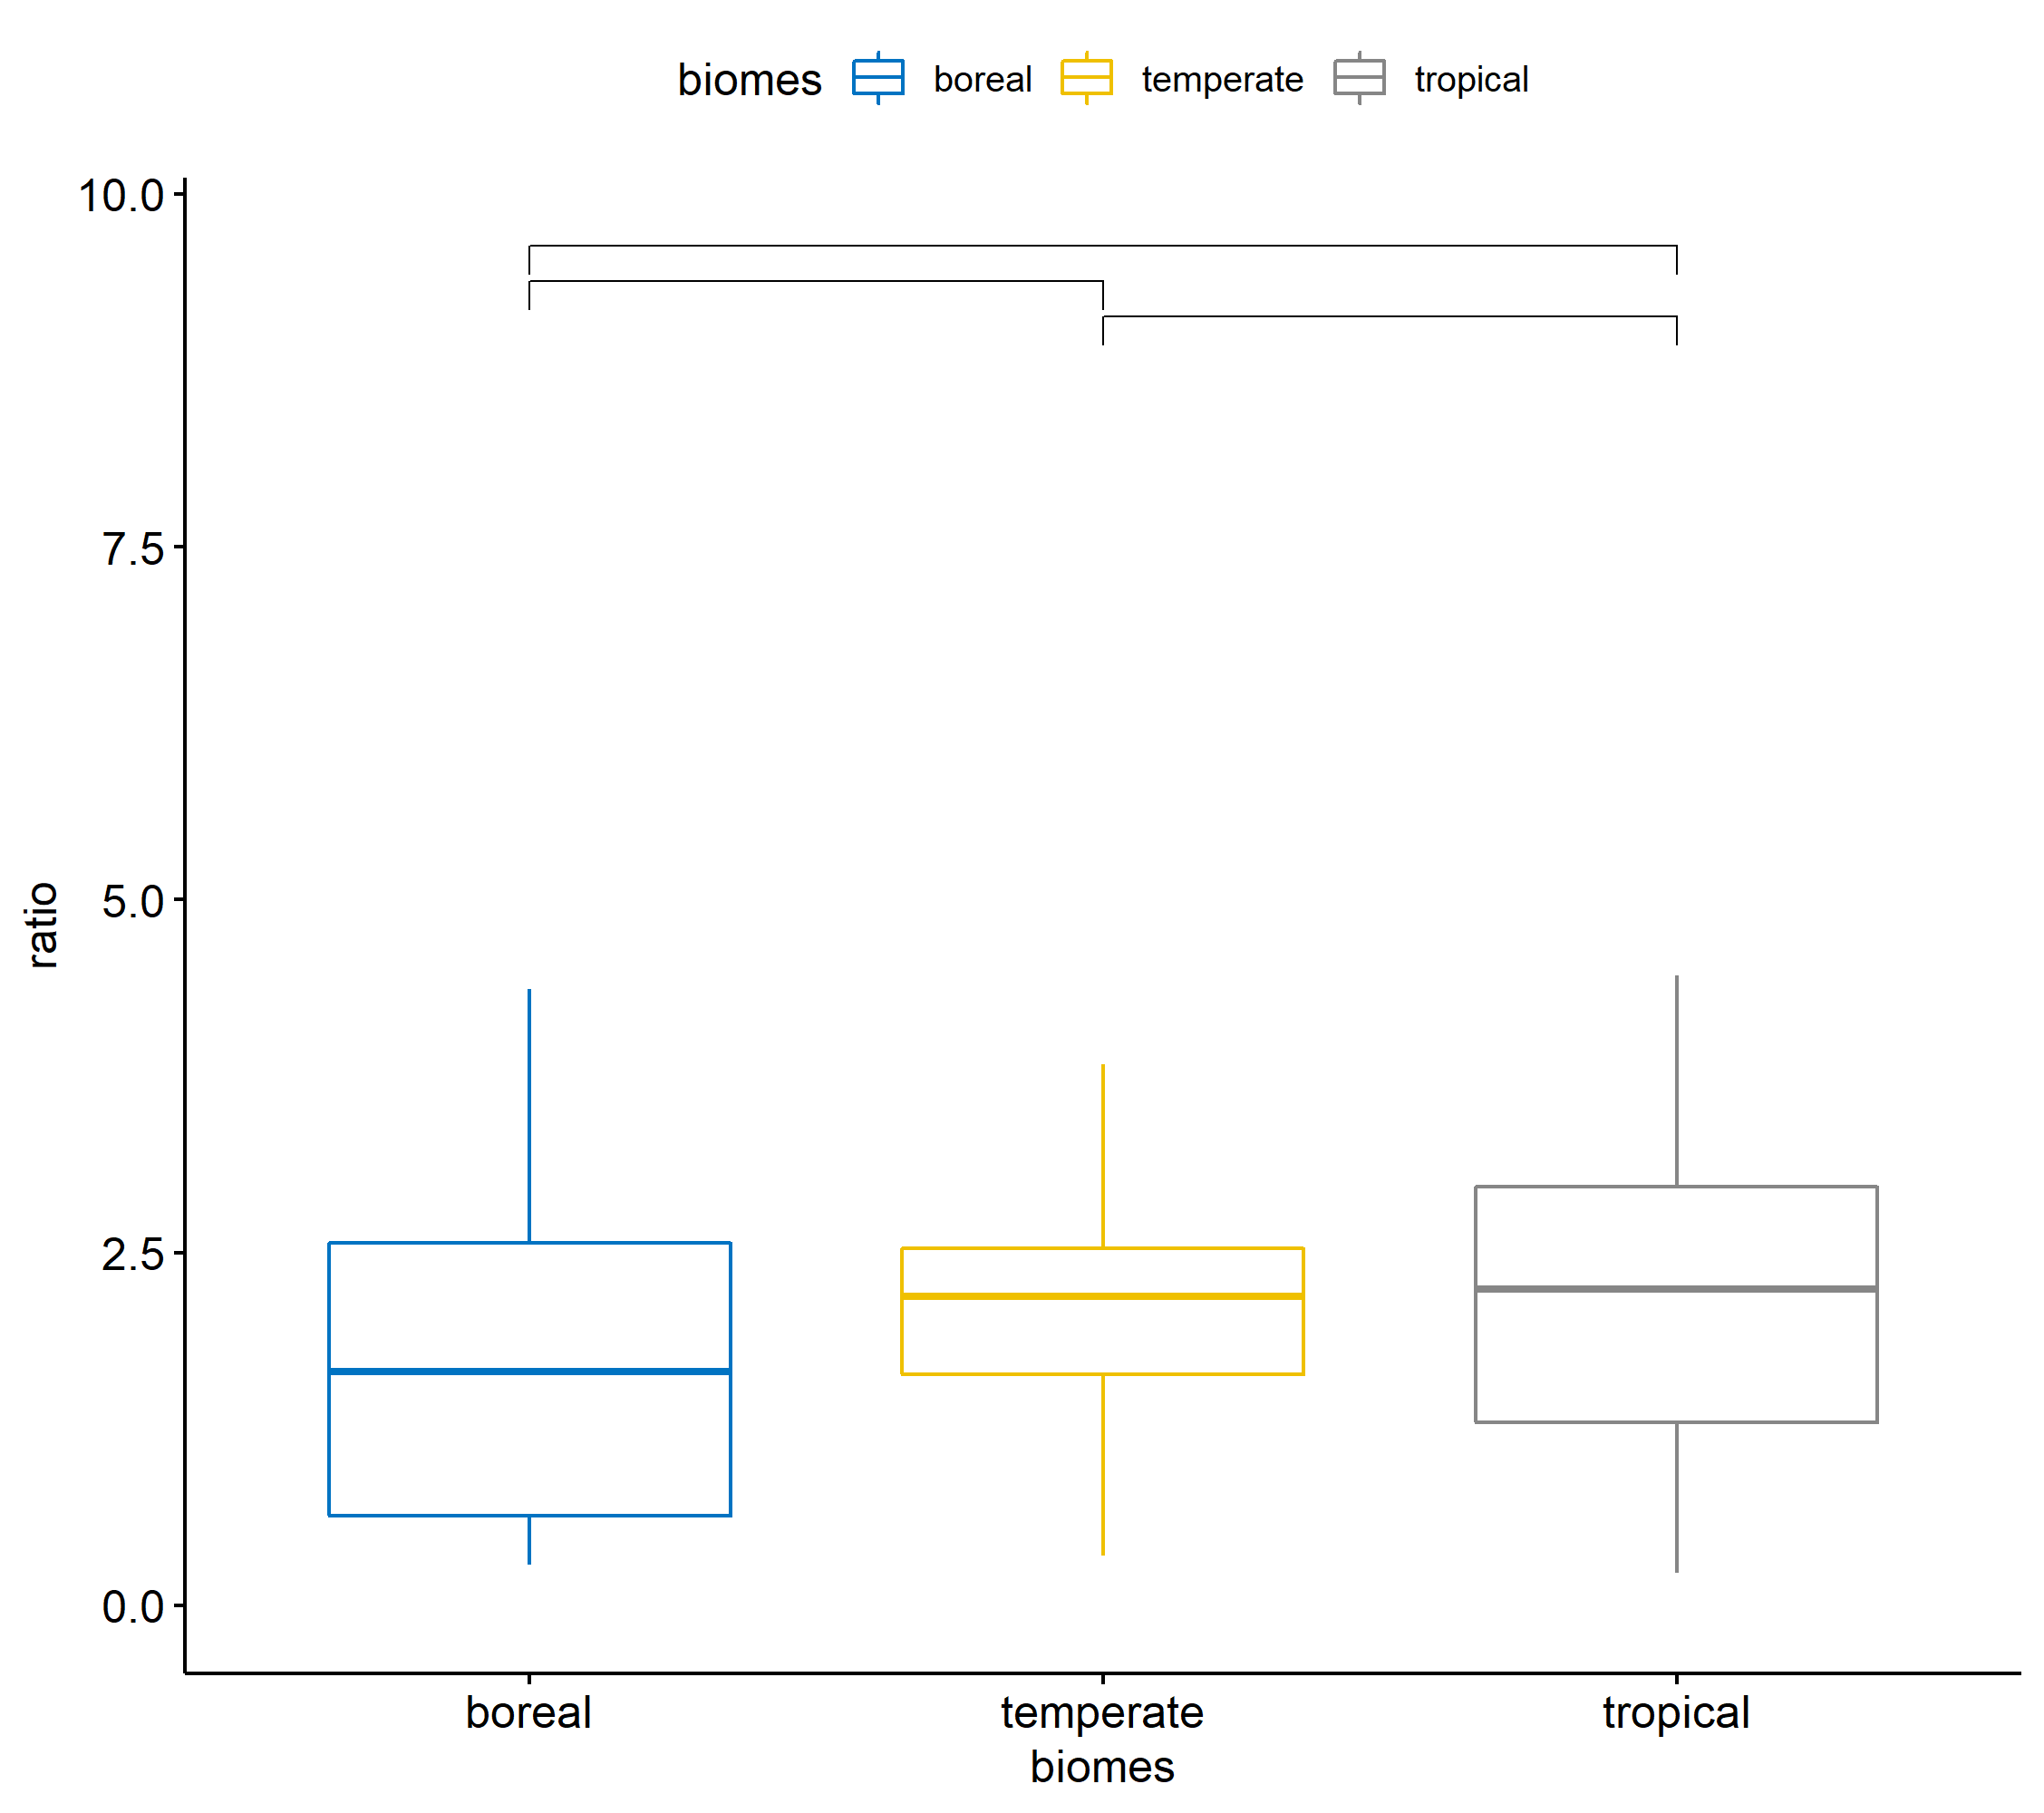 biomes boreal temperate tropical
10.0
7.5
5.0
2.5
0.0
ratio
boreal temperate tropical
biomes